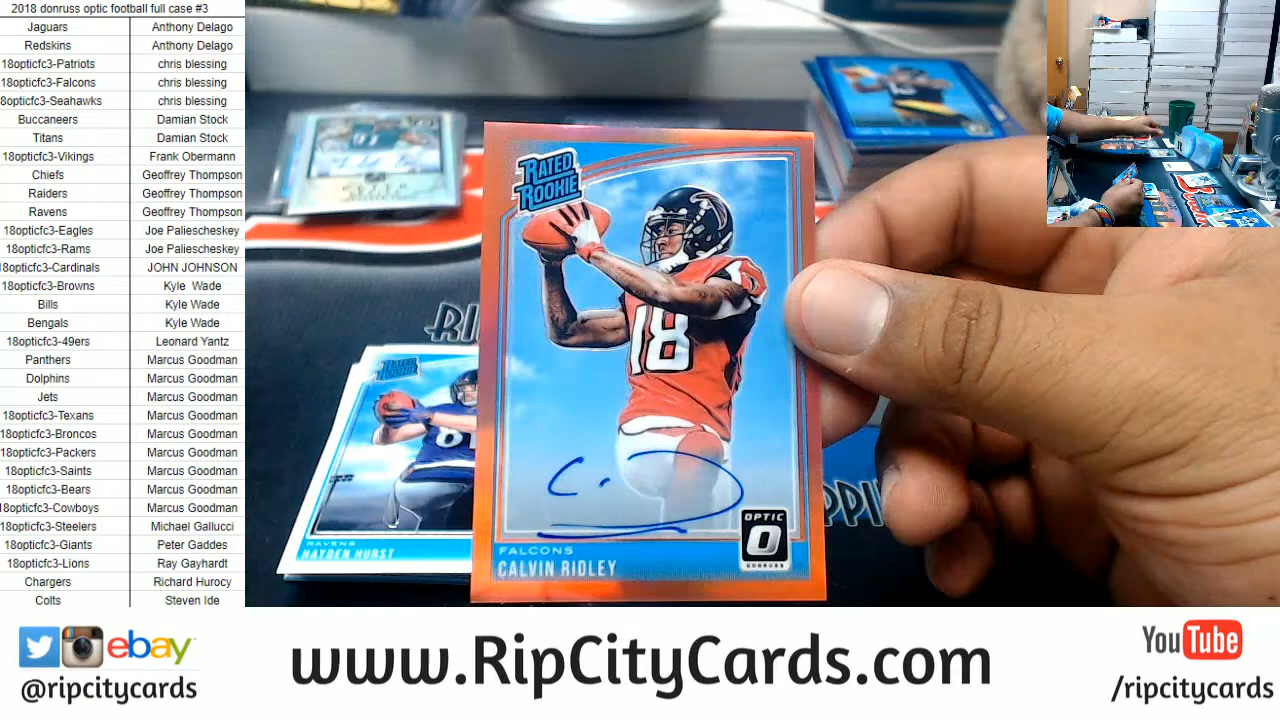 2018 donruss optic football full case #3
Jaguars Anthony Delago
Redskins Anthony Delago
18opticfc3-Patriots chris blessing
18opticfc3-Falcons chris blessing
8opticfc3-Seahawks chris blessing
Buccaneers Damian Stock
Titans Damian Stock
18opticfc3-Vikings Frank Obermann
Chiefs Geoffrey Thompson
Raiders Geoffrey Thompson
Ravens Geoffrey Thompson
18opticfc3-Eagles Joe Paliescheskey
18opticfc3-Rams Joe Paliescheskey
18opticfc3-Cardinals JOHN JOHNSON
18opticfc3-Browns Kyle Wade
Bills Kyle Wade
Bengals Kyle Wade
18opticfc3-49ers Leonard Yantz
Panthers Marcus Goodman
Dolphins Marcus Goodman
Jets Marcus Goodman
18opticfc3-Texans Marcus Goodman
18opticfc3-Broncos Marcus Goodman
18opticfc3-Packers Marcus Goodman
18opticfc3-Saints Marcus Goodman
18opticfc3-Bears Marcus Goodman
18opticfc3-Cowboys Marcus Goodman
18opticfc3-Steelers Michael Gallucci
18opticfc3-Giants Peter Gaddes
18opticfc3-Lions Ray Gayhardt
Chargers Richard Hurocy
Colts Steven Ide
RATED
ROOKIE
18
OPTIC
DONRUSS
FALCONS
CALVIN RIDLEY
RATED
ROOKIE
81
RAVENS
HAYDEN HURST
ebay
@ripcitycards
www.RipCityCards.com
YouTube
/ripcitycards